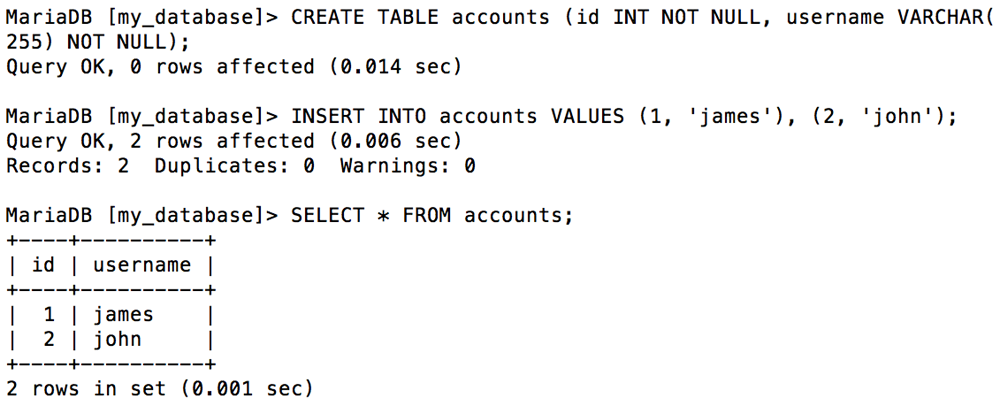 MariaDB [my_database]> CREATE TABLE accounts (id INT NOT NULL, username VARCHAR(
255) NOT NULL);
Query OK, 0 rows affected (0.014 sec)
MariaDB [my_database]> INSERT INTO accounts VALUES (1, 'james'), (2, 'john');
Query OK, 2 rows affected (0.006 sec)
Records: 2  Duplicates: 0  Warnings: 0
MariaDB [my_database]> SELECT * FROM accounts;
+----+----------+
| id | username |
+----+----------+
|  1 | james    |
|  2 | john     |
+----+----------+
2 rows in set (0.001 sec)